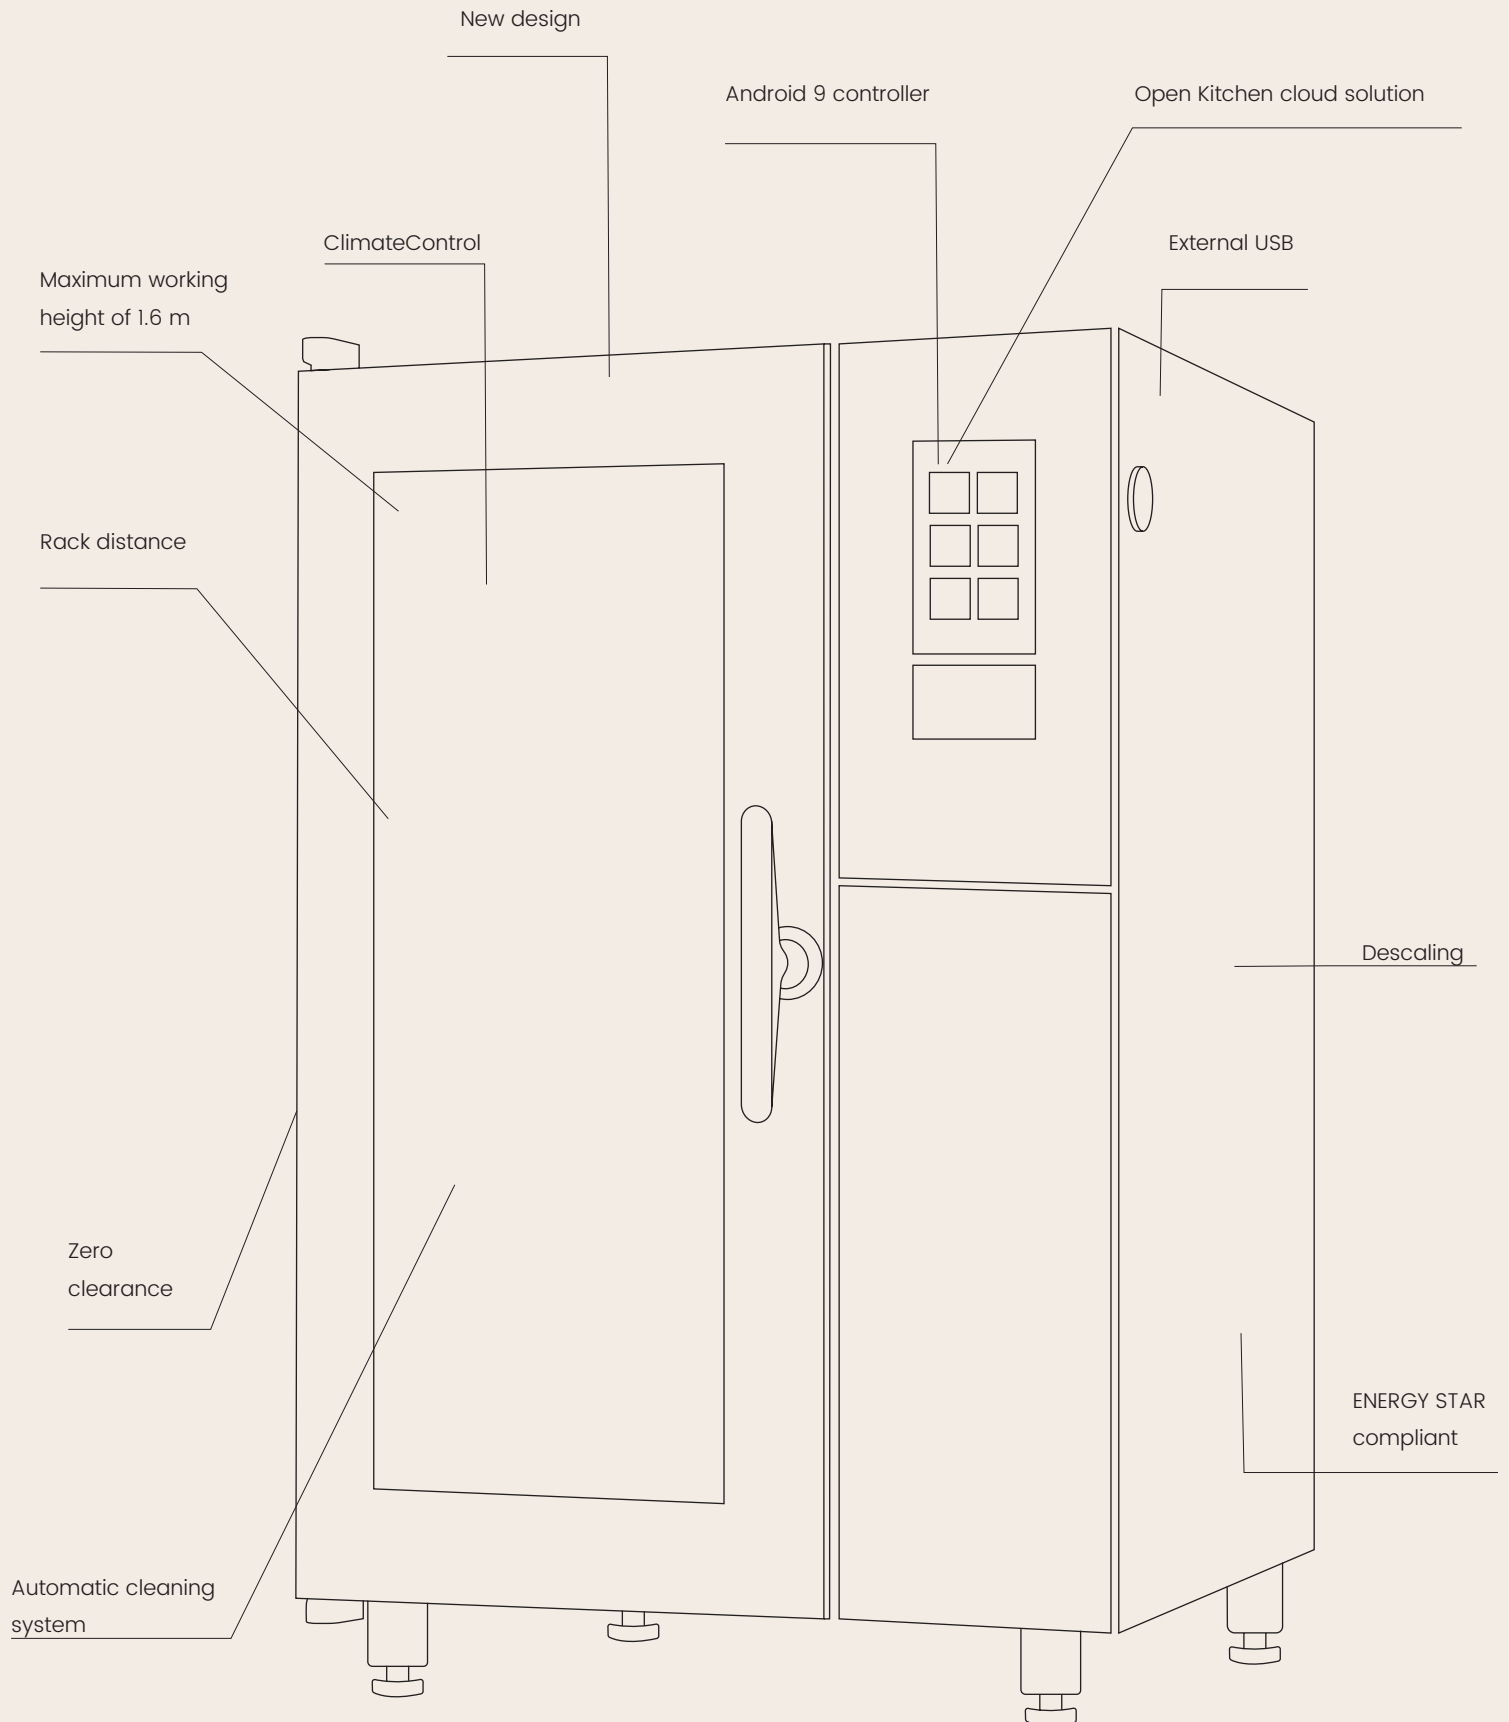 New design
Android 9 controller
Open Kitchen cloud solution
ClimateControl
External USB
Maximum working
height of 1.6 m
Rack distance
Descaling
Zero
clearance
ENERGY STAR
compliant
Automatic cleaning
system